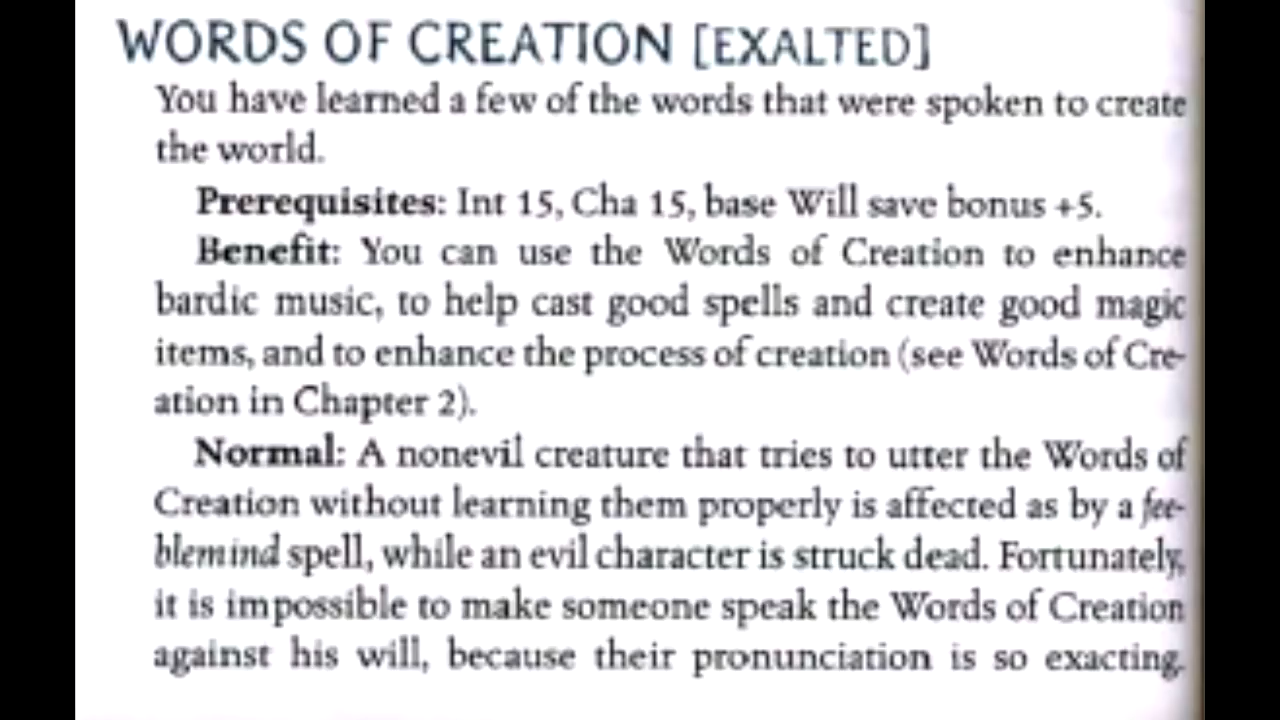 WORDS OF CREATION [EXALTED]
You have learned a few of the words that were spoken to create
the world.
Prerequisites: Int 15, Cha 15, base Will save bonus +5.
Benefit: You can use the Words of Creation to enhance
bardic music, to help cast good spells and create good magic
items, and to enhance the process of creation (see Words of Cre-
ation in Chapter 2).
Normal: A nonevil creature that tries to utter the Words of
Creation without learning them properly is affected as by a fee-
blemind spell, while an evil character is struck dead. Fortunately,
it is impossible to make someone speak the Words of Creation
against his will, because their pronunciation is so exacting.